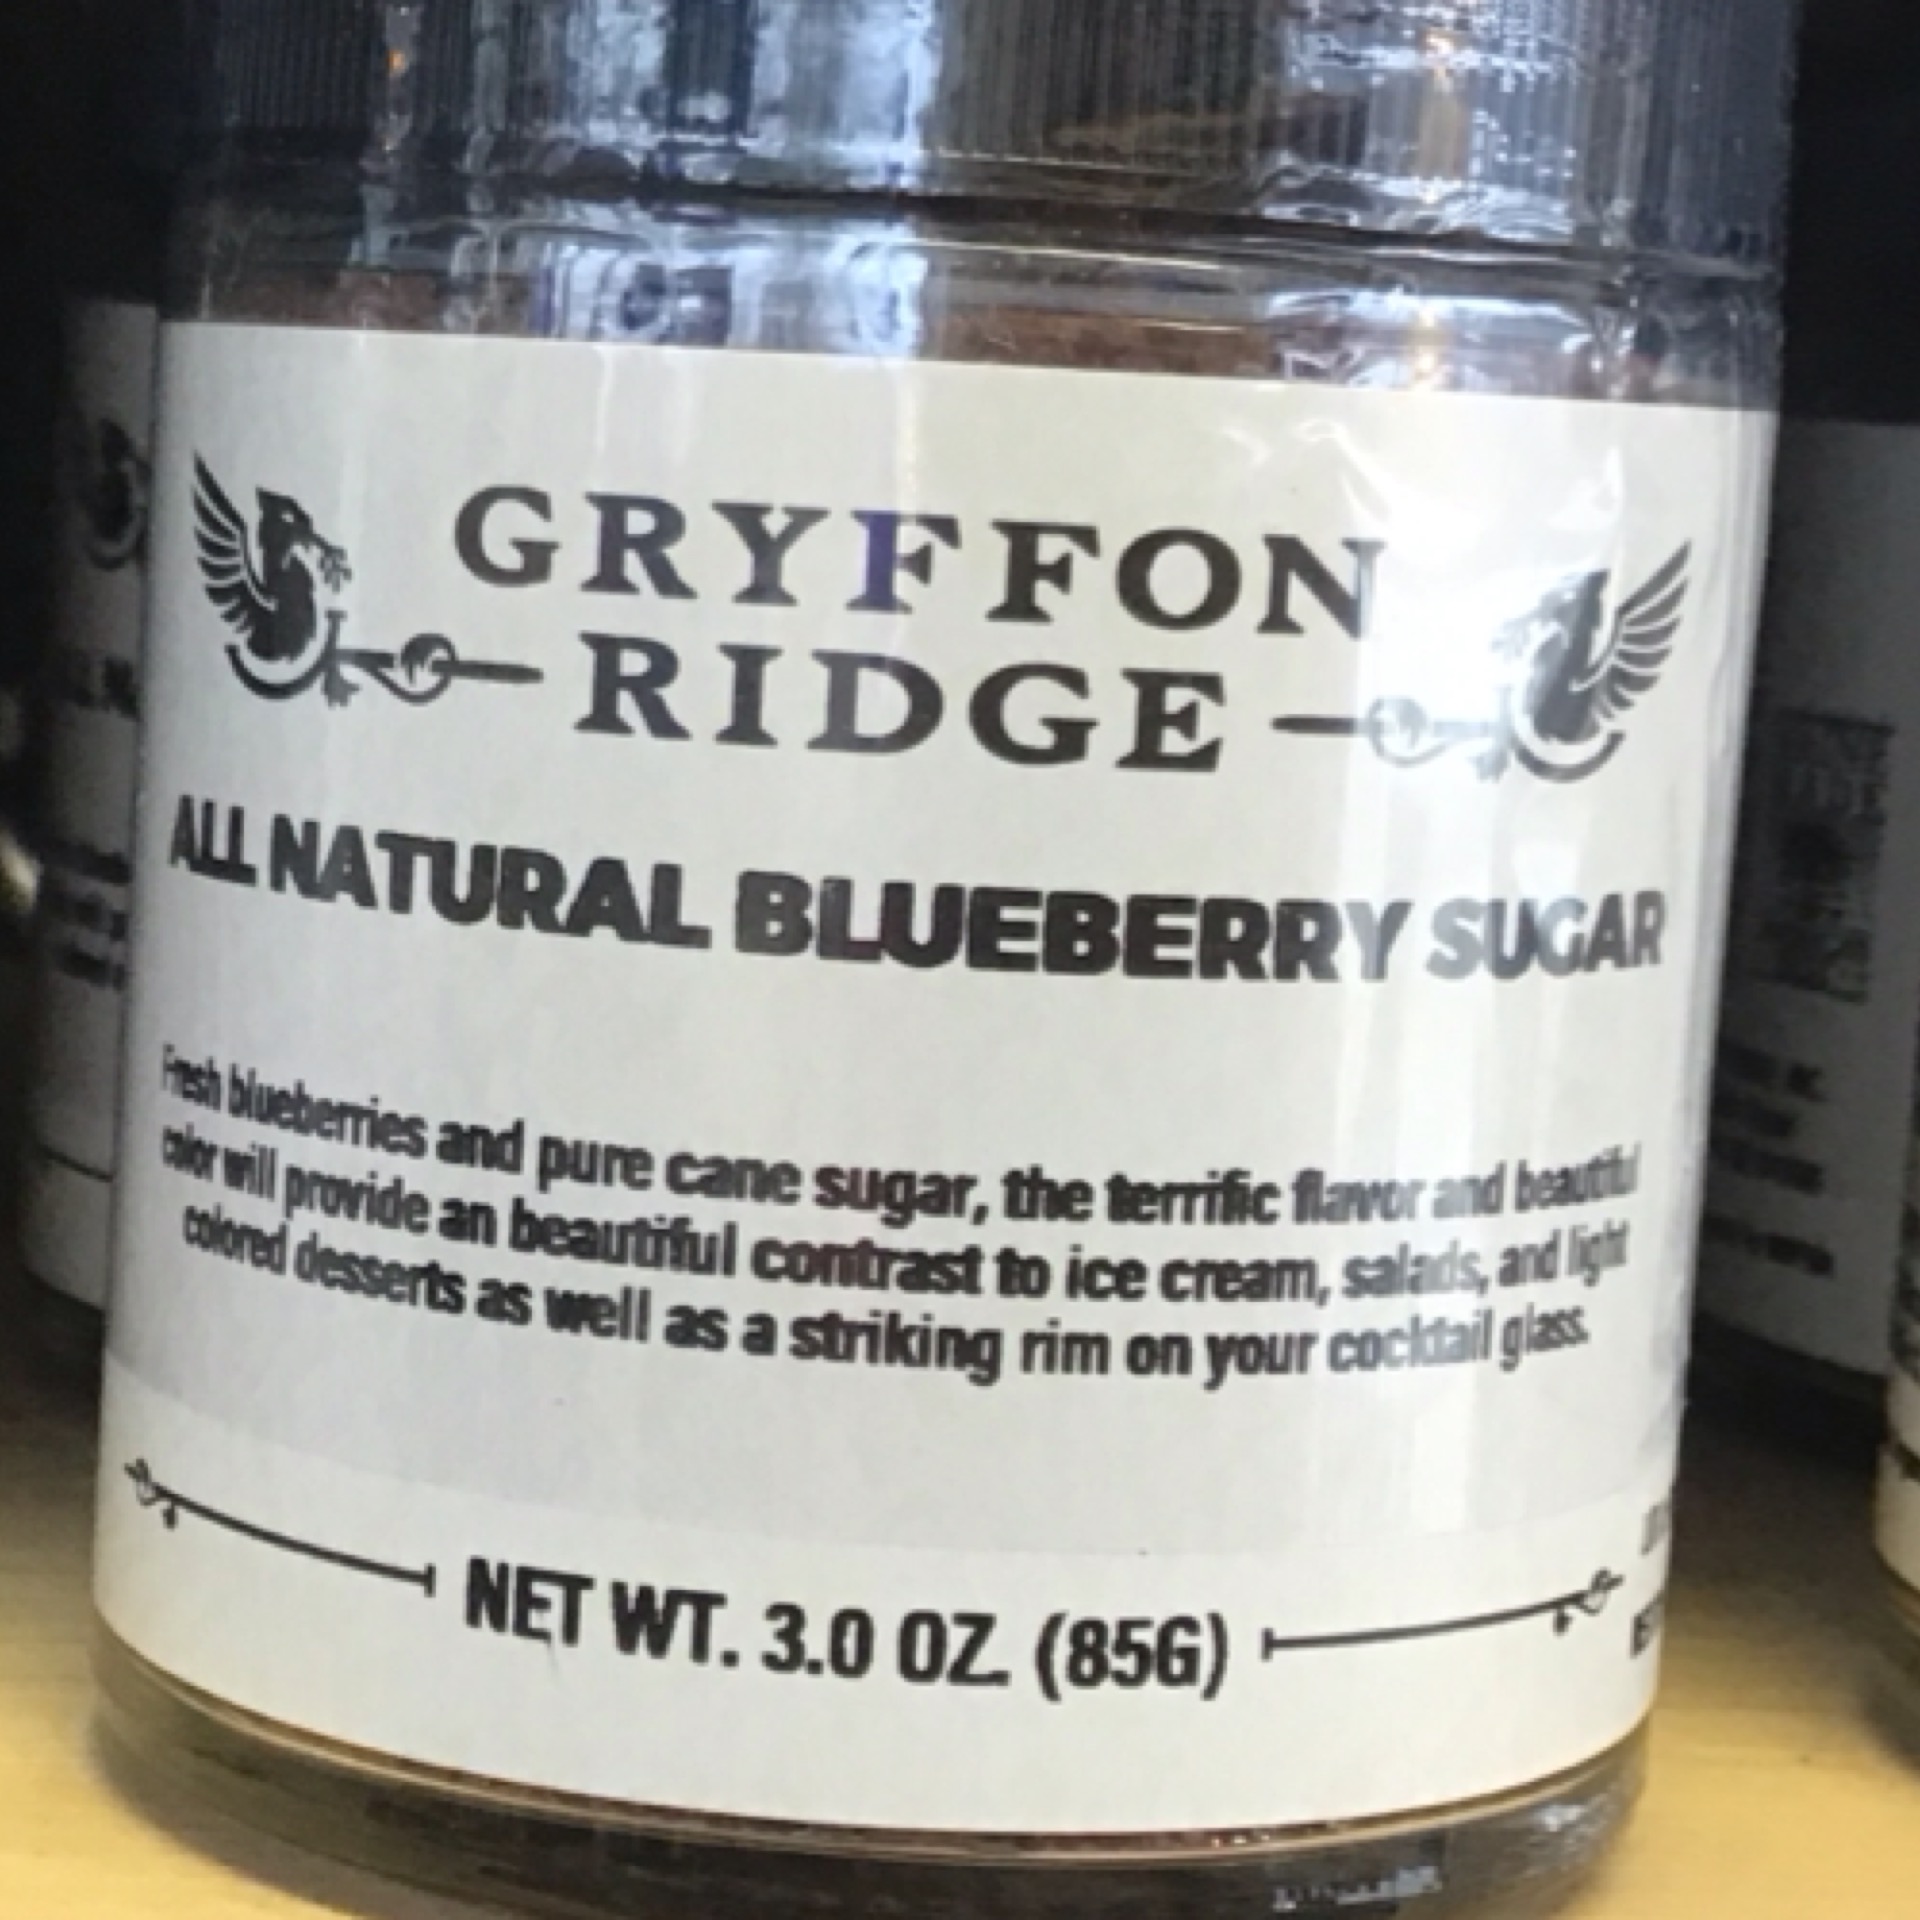 GRYFFON
RIDGE
ALL NATURAL BLUEBERRY SUGAR
Fresh blueberries and pure cane sugar, the terrific flavor and beautiful
color will provide an beautiful contrast to ice cream, salads, and light
colored desserts as well as a striking rim on your cocktail glass.
NET WT. 3.0 OZ. (85G)